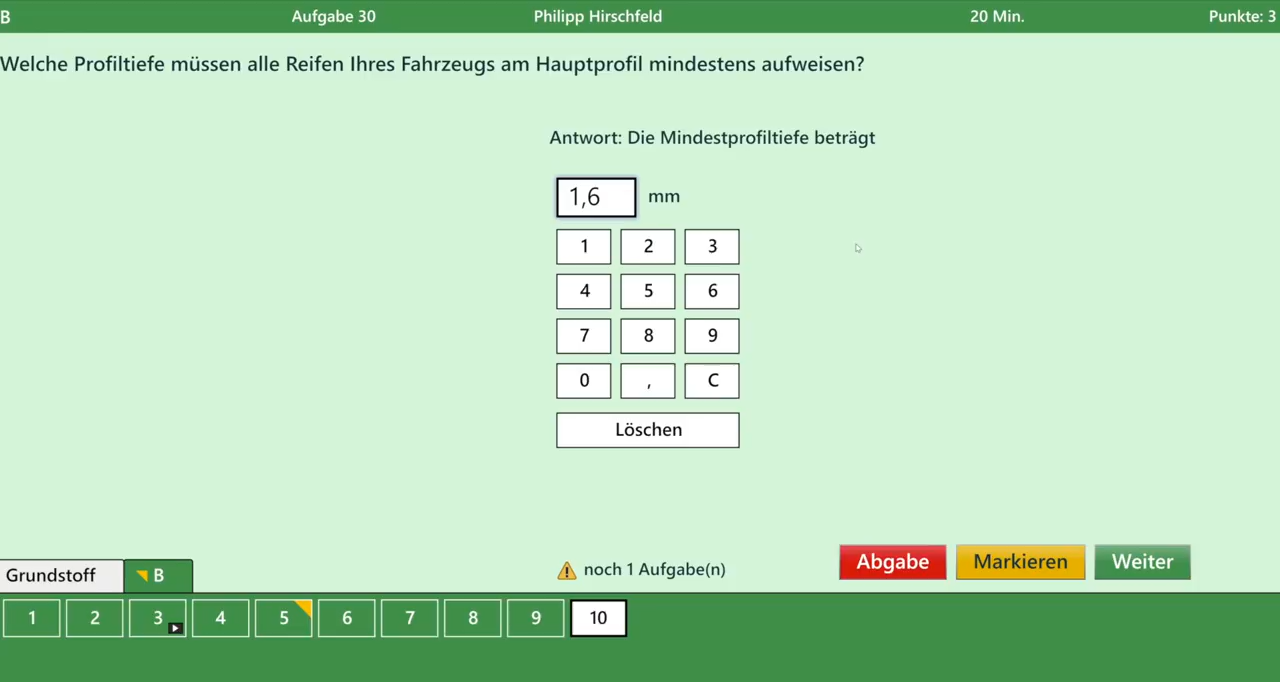 B Aufgabe 30 Philipp Hirschfeld 20 Min. Punkte: 3
Welche Profiltiefe müssen alle Reifen Ihres Fahrzeugs am Hauptprofil mindestens aufweisen?
Antwort: Die Mindestprofiltiefe beträgt
1,6 mm
1 2 3
4 5 6
7 8 9
0 , C
Löschen
Abgabe Markieren Weiter
Grundstoff B noch 1 Aufgabe(n)
1 2 3 4 5 6 7 8 9 10